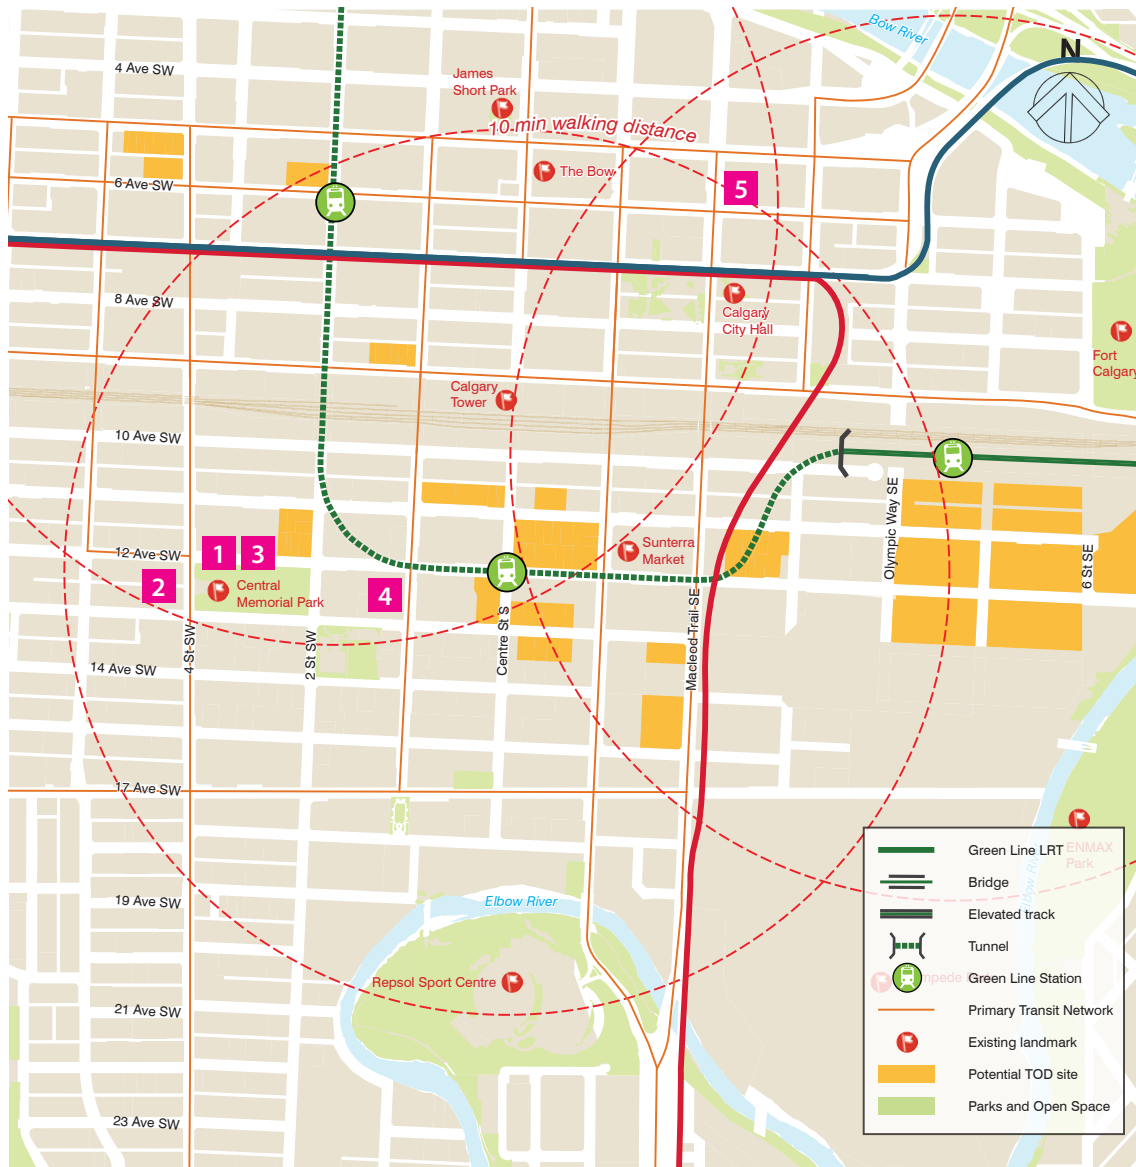 Bow River
N
4 Ave SW
James
Short Park
10 min walking distance
The Bow
5
6 Ave SW
8 Ave SW
Calgary
City Hall
Fort
Calgary
Calgary
Tower
10 Ave SW
Olympic Way SE
12 Ave SW
1
3
Sunterra
Market
6 St SE
2
Central
Memorial Park
4
4 St SW
2 St SW
Centre St S
Macleod Trail SE
14 Ave SW
17 Ave SW
ENMAX
Park
Elbow River
19 Ave SW
Elbow River
Repsol Sport Centre
21 Ave SW
23 Ave SW
Green Line LRT
Bridge
Elevated track
Tunnel
Green Line Station
Primary Transit Network
Existing landmark
Potential TOD site
Parks and Open Space